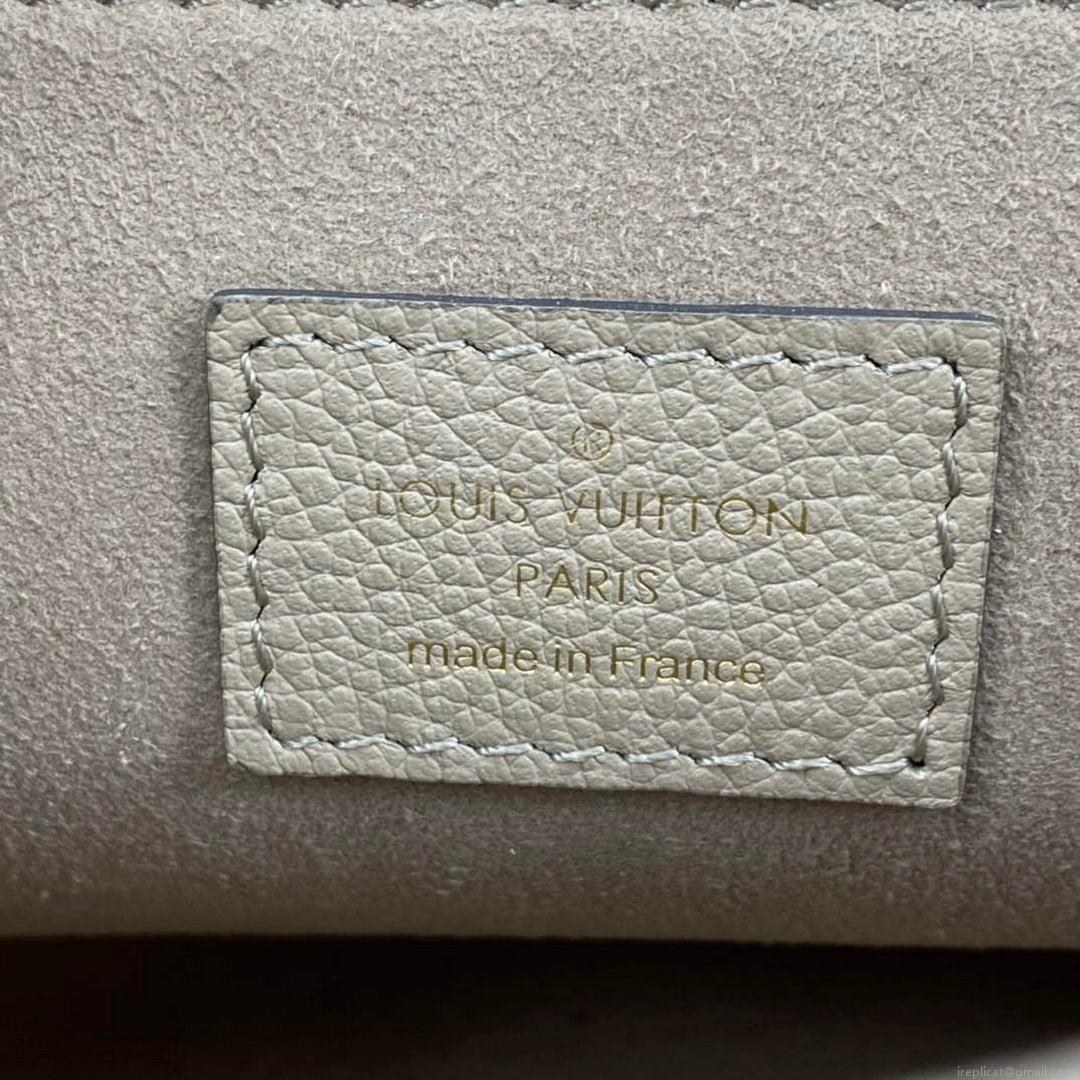 ®
LOUIS VUITTON
PARIS
made in France
ireplicat@gmail.com